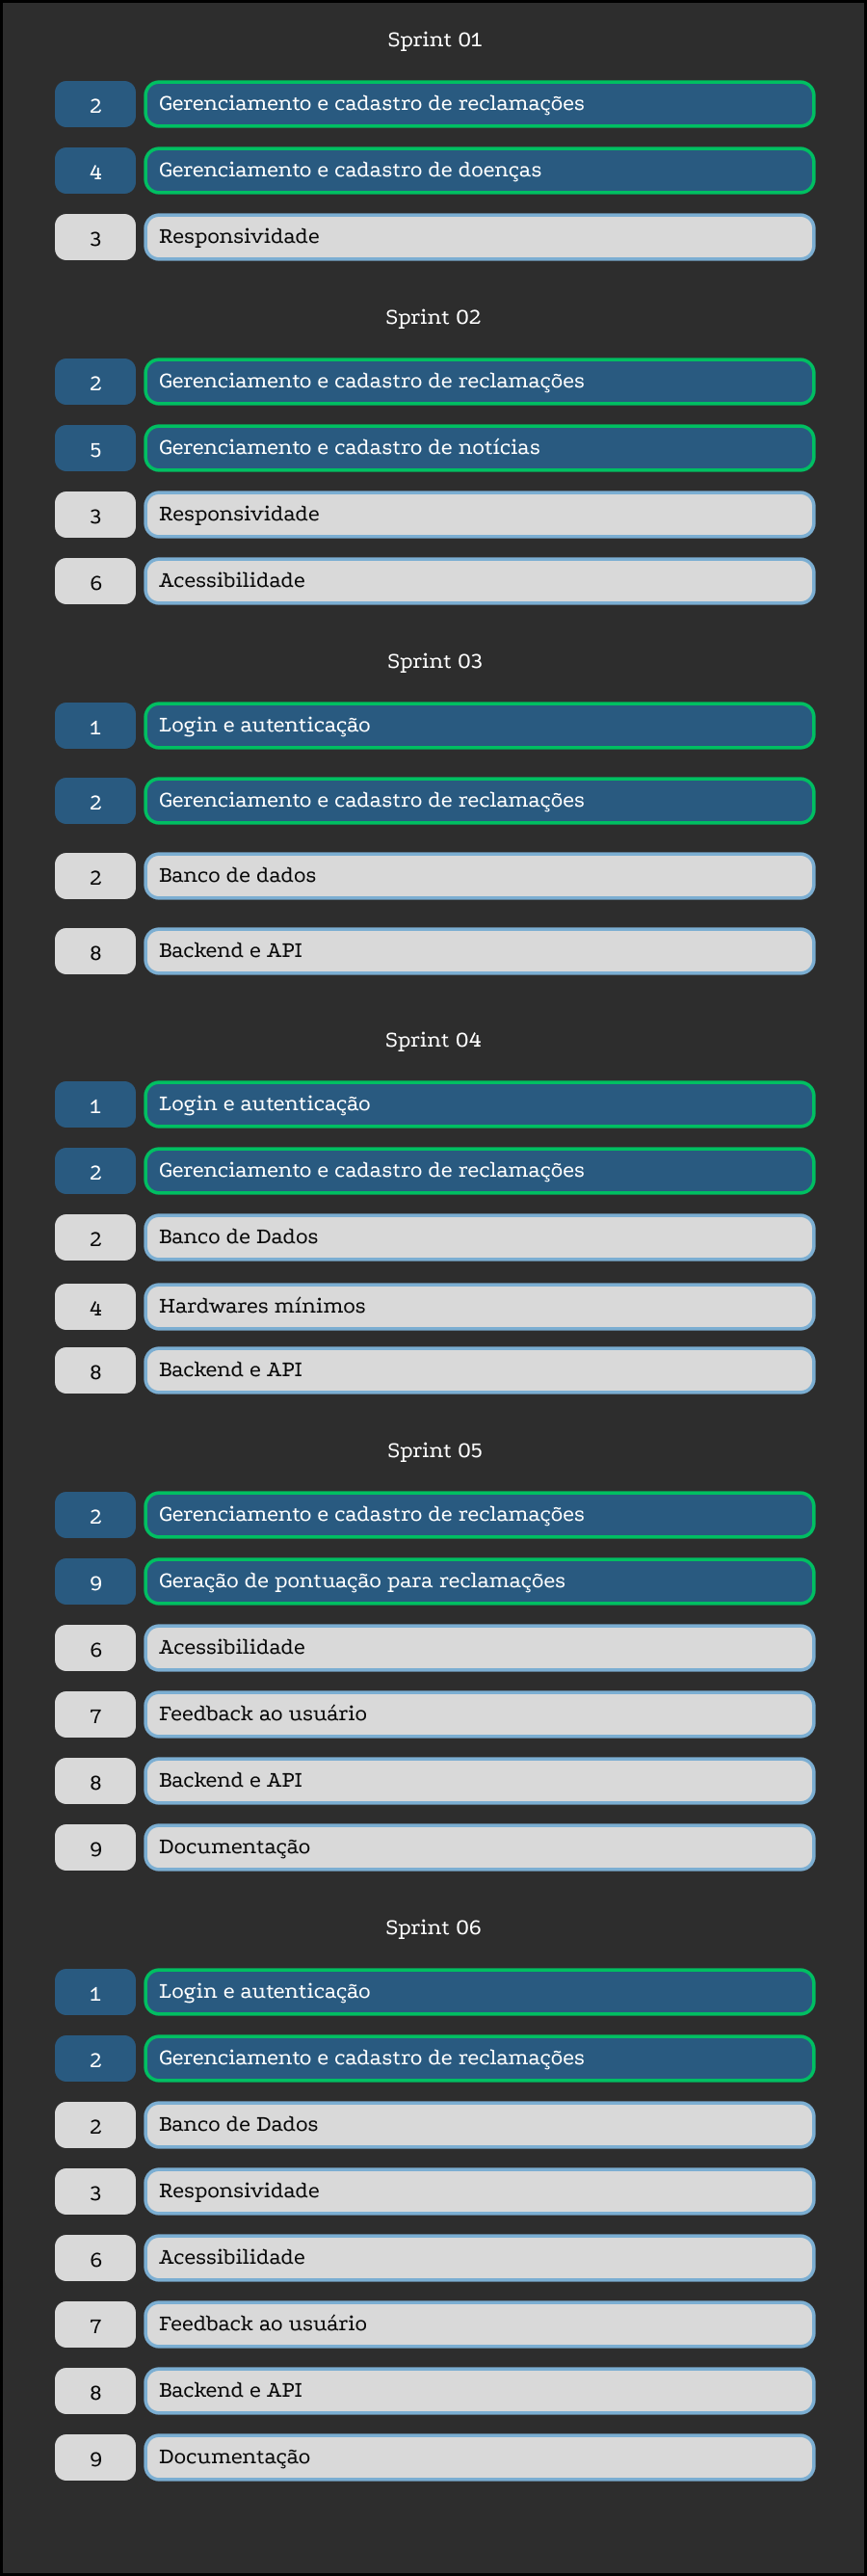 Sprint 01
2 Gerenciamento e cadastro de reclamações
4 Gerenciamento e cadastro de doenças
3 Responsividade
Sprint 02
2 Gerenciamento e cadastro de reclamações
5 Gerenciamento e cadastro de notícias
3 Responsividade
6 Acessibilidade
Sprint 03
1 Login e autenticação
2 Gerenciamento e cadastro de reclamações
2 Banco de dados
8 Backend e API
Sprint 04
1 Login e autenticação
2 Gerenciamento e cadastro de reclamações
2 Banco de Dados
4 Hardwares mínimos
8 Backend e API
Sprint 05
2 Gerenciamento e cadastro de reclamações
9 Geração de pontuação para reclamações
6 Acessibilidade
7 Feedback ao usuário
8 Backend e API
9 Documentação
Sprint 06
1 Login e autenticação
2 Gerenciamento e cadastro de reclamações
2 Banco de Dados
3 Responsividade
6 Acessibilidade
7 Feedback ao usuário
8 Backend e API
9 Documentação